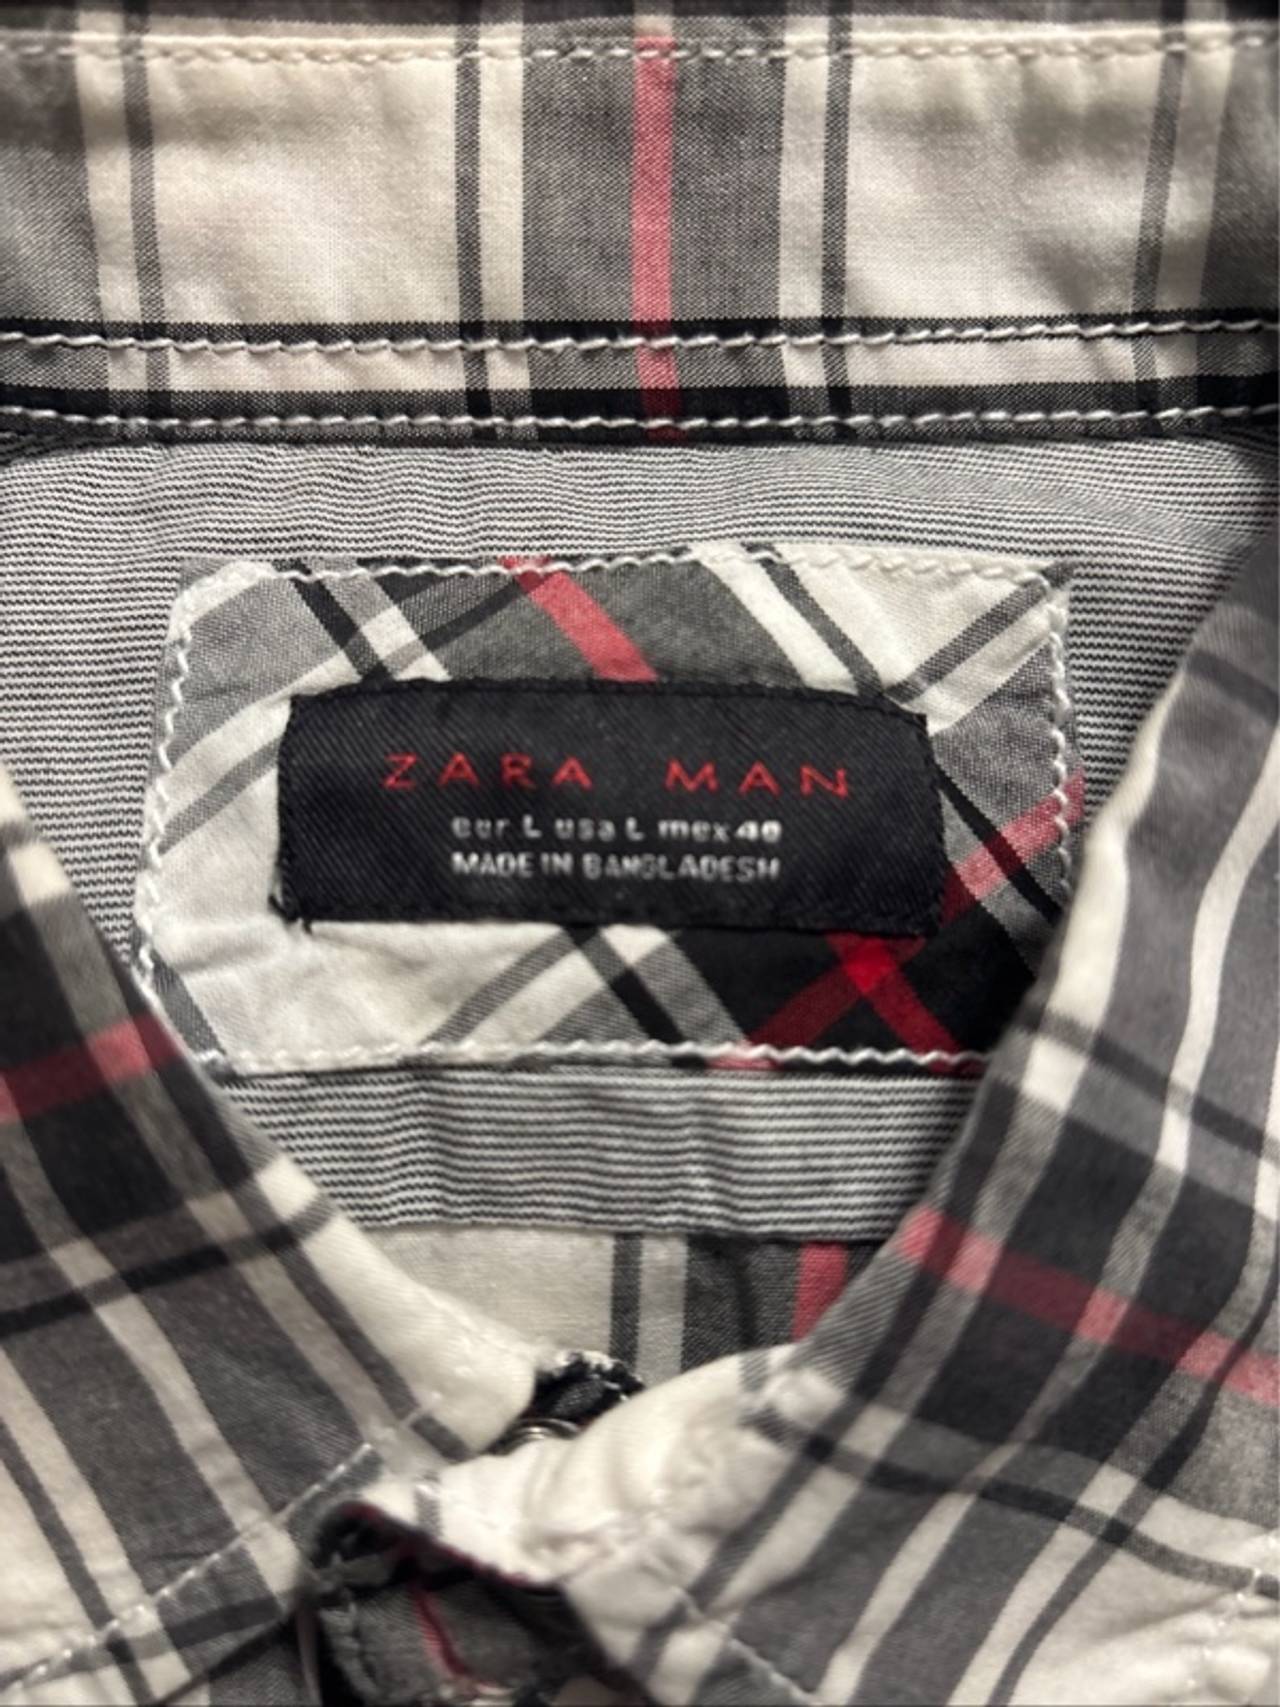 ZARA MAN
eur L usa L mex 40
MADE IN BANGLADESH